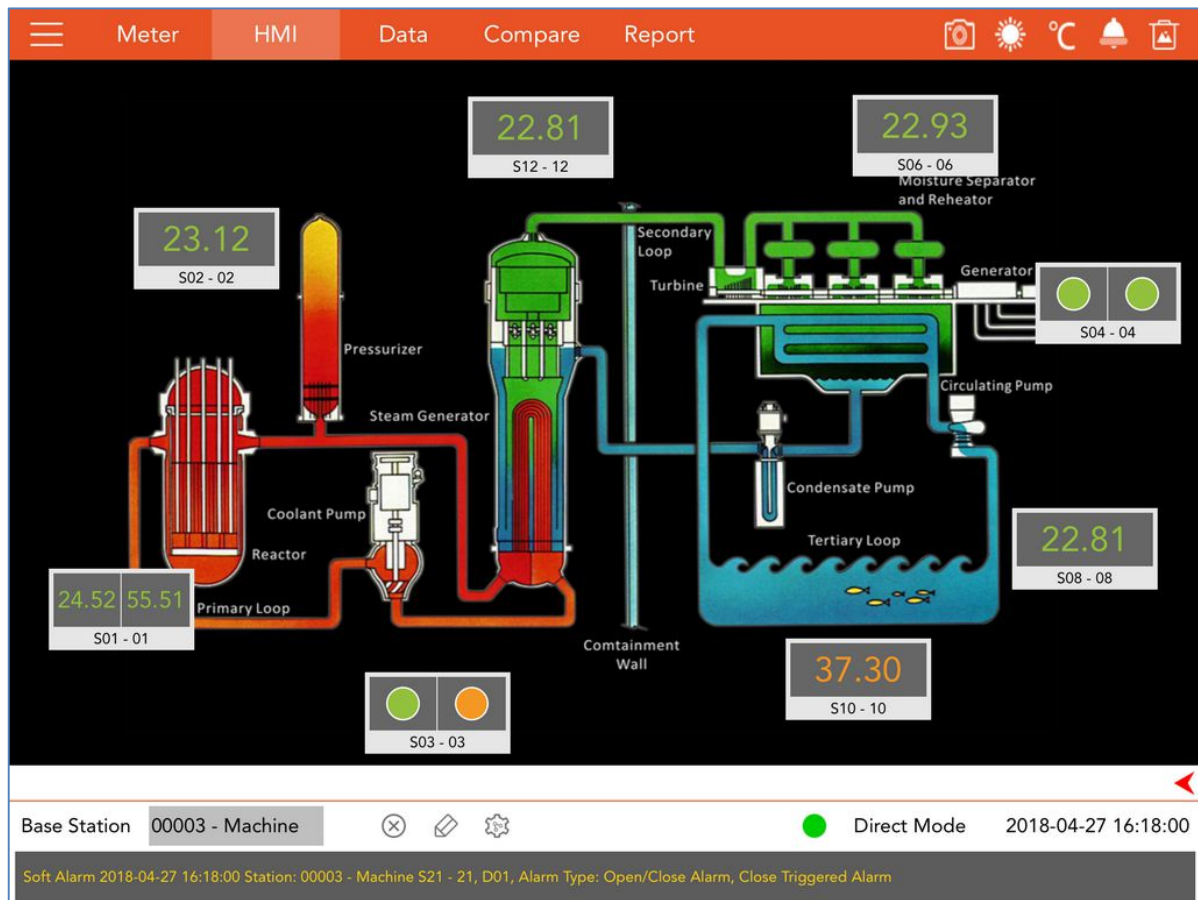 Meter HMI Data Compare Report ℃
22.81
S12 - 12
22.93
S06 - 06
Moisture Separator
and Reheator
23.12
S02 - 02
Secondary
Loop
Turbine
Generator
S04 - 04
Pressurizer
Steam Generator
Circulating Pump
Condensate Pump
Coolant Pump
Reactor
Tertiary Loop
22.81
S08 - 08
24.52 55.51
S01 - 01
Primary Loop
Comtainment
Wall
37.30
S10 - 10
S03 - 03
Base Station 00003 - Machine Direct Mode 2018-04-27 16:18:00
Soft Alarm 2018-04-27 16:18:00 Station: 00003 - Machine S21 - 21, D01, Alarm Type: Open/Close Alarm, Close Triggered Alarm